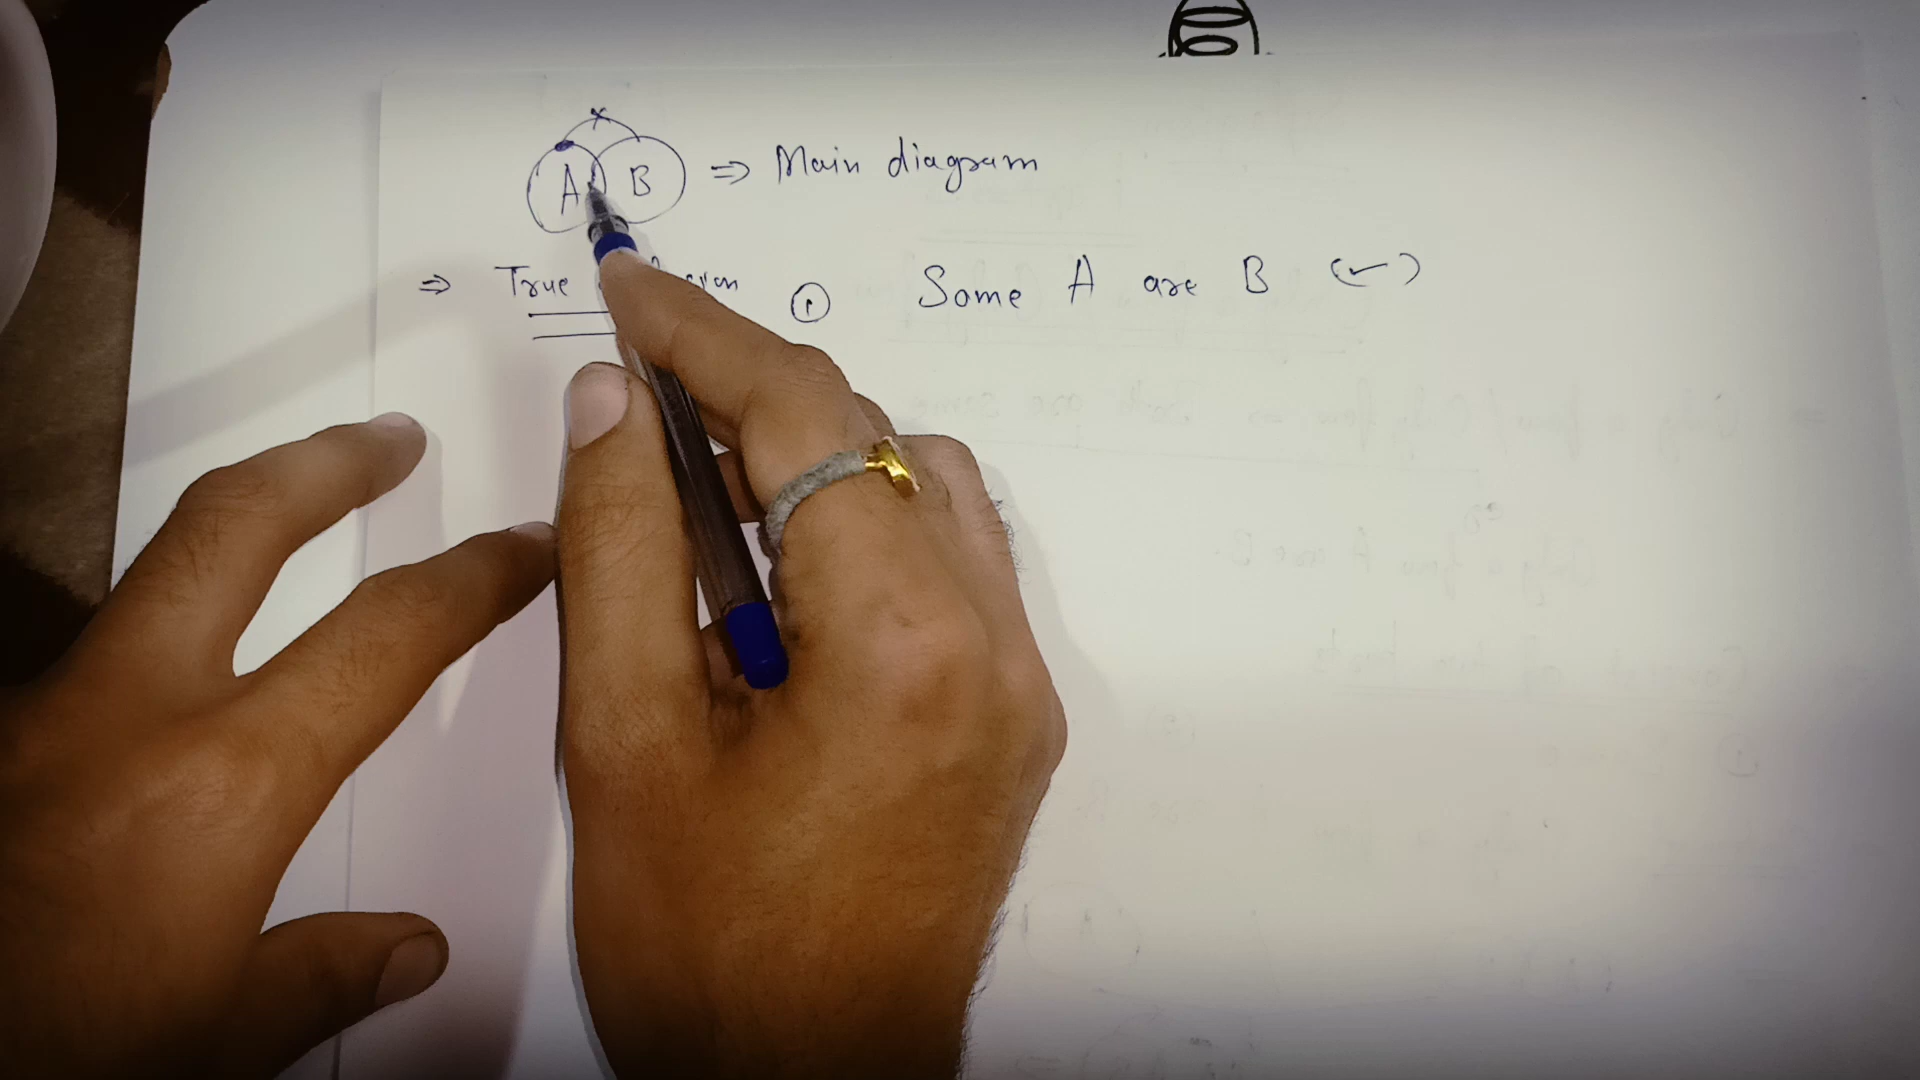 x
A B ⇒ Main diagram
⇒ True ① Some A are B (✓)